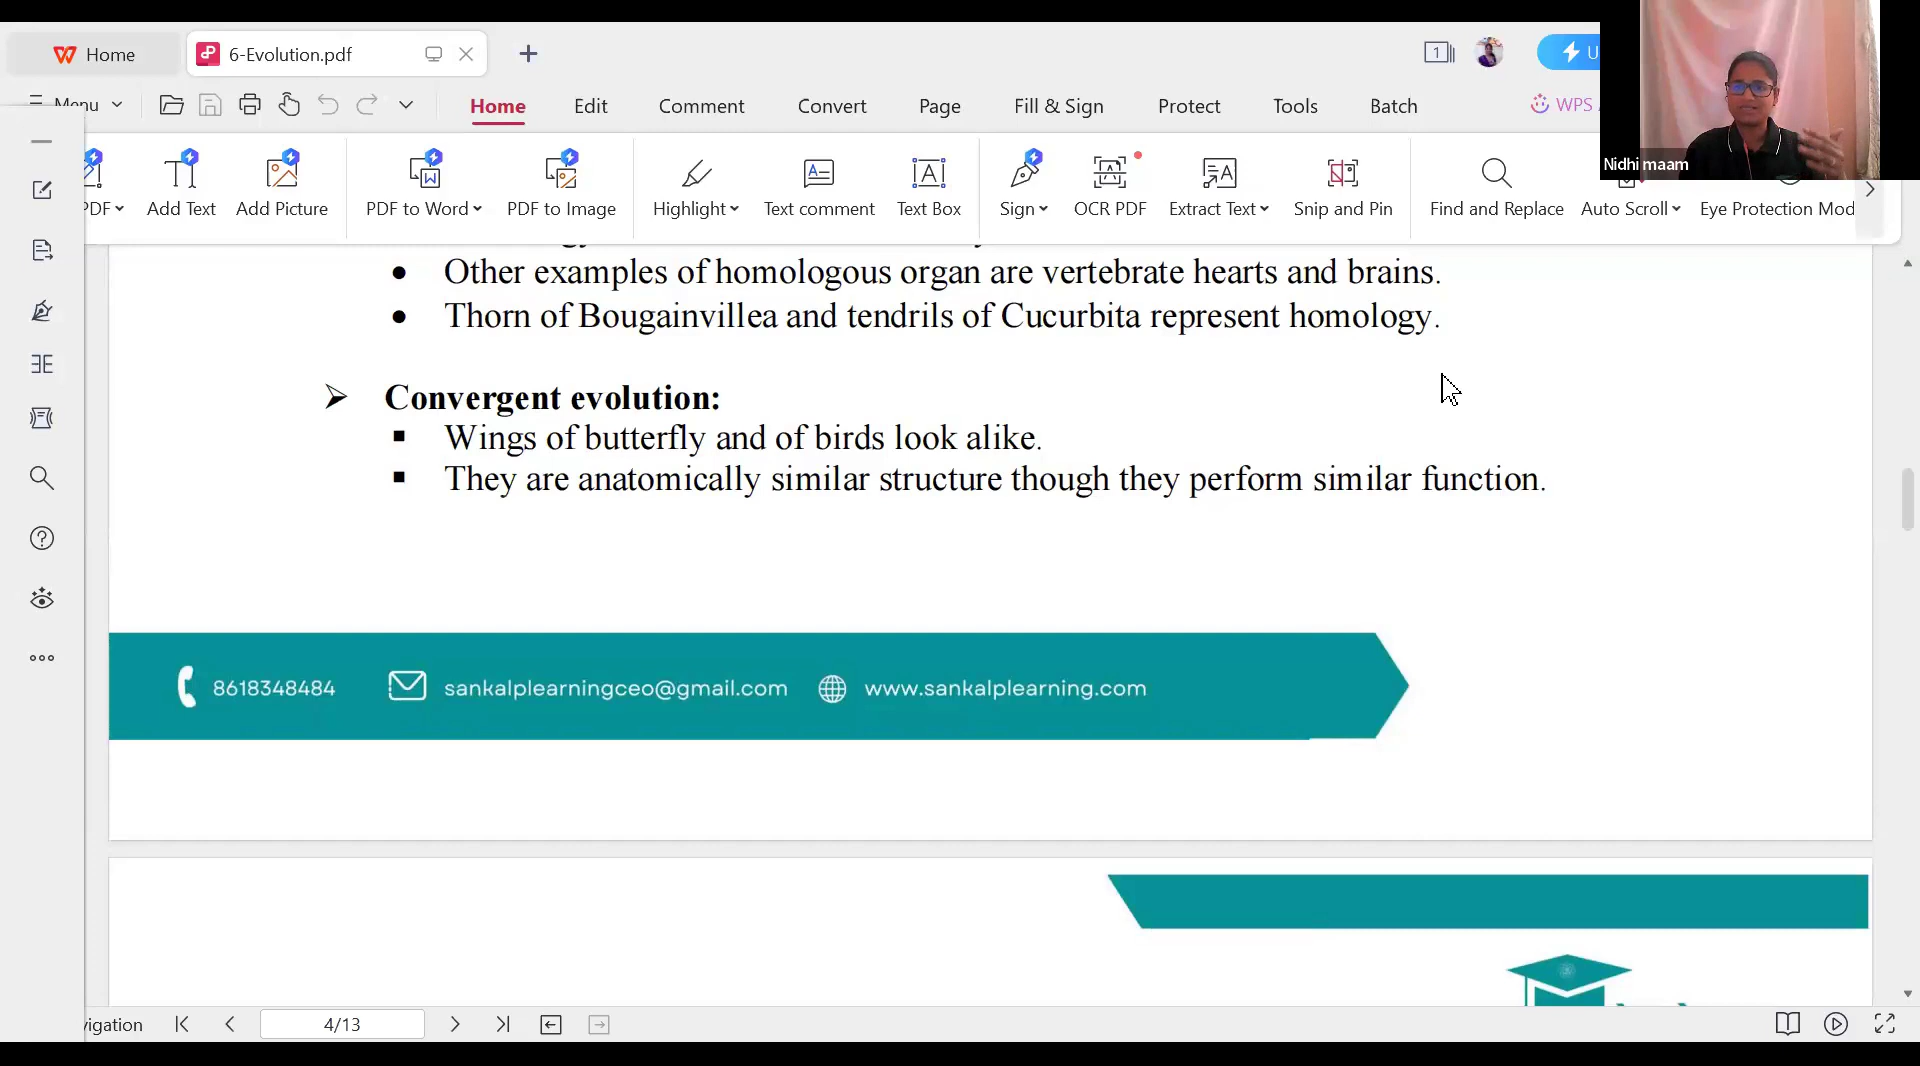 Home
6-Evolution.pdf
1
U
Menu
Home Edit Comment Convert Page Fill & Sign Protect Tools Batch
WPS
Nidhi maam
PDF Add Text Add Picture PDF to Word PDF to Image Highlight Text comment Text Box Sign OCR PDF Extract Text Snip and Pin Find and Replace Auto Scroll Eye Protection Mod
• Other examples of homologous organ are vertebrate hearts and brains.
• Thorn of Bougainvillea and tendrils of Cucurbita represent homology.
➢ Convergent evolution:
▪ Wings of butterfly and of birds look alike.
▪ They are anatomically similar structure though they perform similar function.
8618348484 sankalplearningceo@gmail.com www.sankalplearning.com
vigation 4/13